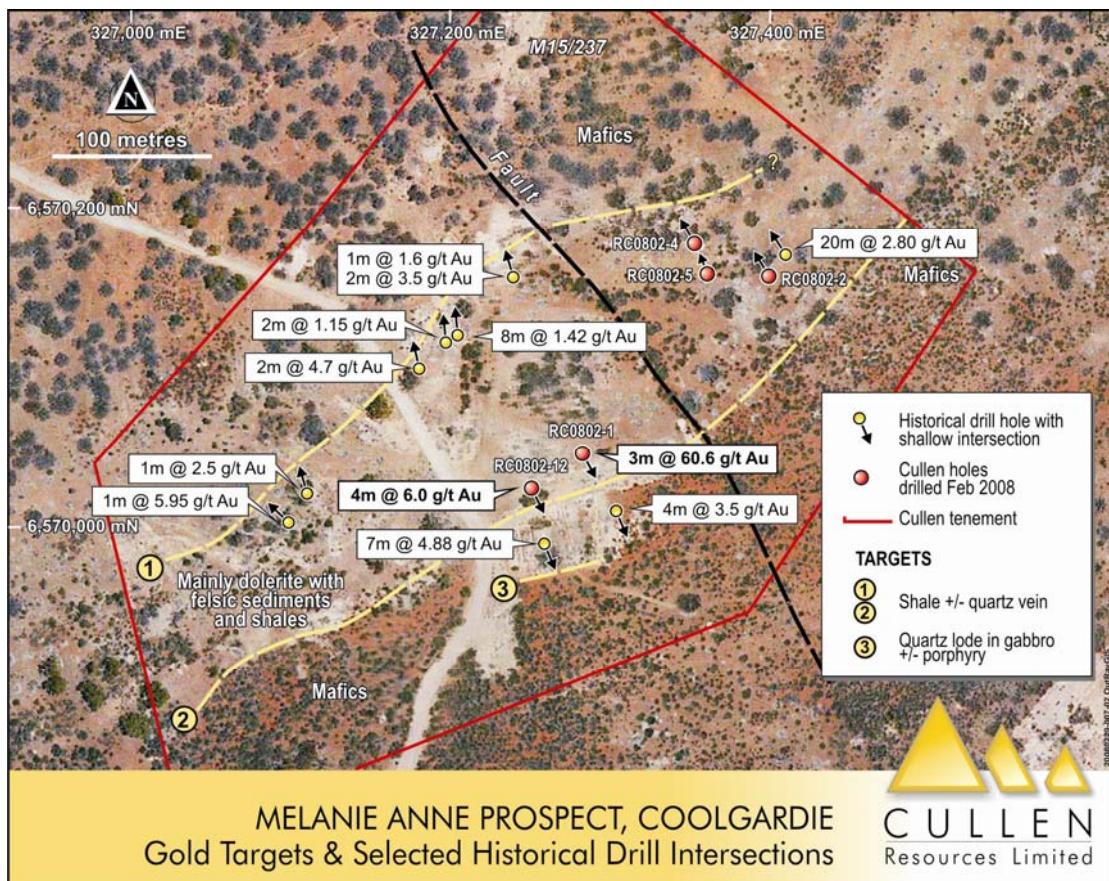 327,000 mE
327,200 mE
327,400 mE
M15/237
N
100 metres
Mafics
Fault
?
6,570,200 mN
RC0802-4
20m @ 2.80 g/t Au
1m @ 1.6 g/t Au
2m @ 3.5 g/t Au
RC0802-5
RC0802-2
Mafics
2m @ 1.15 g/t Au
8m @ 1.42 g/t Au
2m @ 4.7 g/t Au
RC0802-1
3m @ 60.6 g/t Au
1m @ 2.5 g/t Au
RC0802-12
4m @ 6.0 g/t Au
1m @ 5.95 g/t Au
6,570,000 mN
4m @ 3.5 g/t Au
7m @ 4.88 g/t Au
1
Mainly dolerite with
felsic sediments
and shales
3
Mafics
2
Historical drill hole with
shallow intersection
Cullen holes
drilled Feb 2008
Cullen tenement
TARGETS
1
2
Shale +/- quartz vein
3
Quartz lode in gabbro
+/- porphyry
MELANIE ANNE PROSPECT, COOLGARDIE
Gold Targets & Selected Historical Drill Intersections
CULLEN
Resources Limited